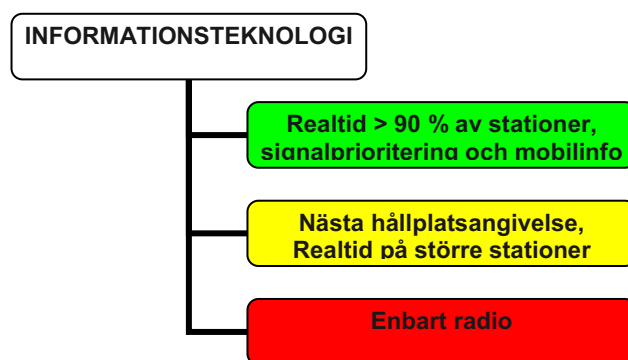 INFORMATIONSTEKNOLOGI
Realtid > 90 % av stationer,
signalprioritering och mobilinfo
Nästa hållplatsangivelse,
Realtid på större stationer
Enbart radio